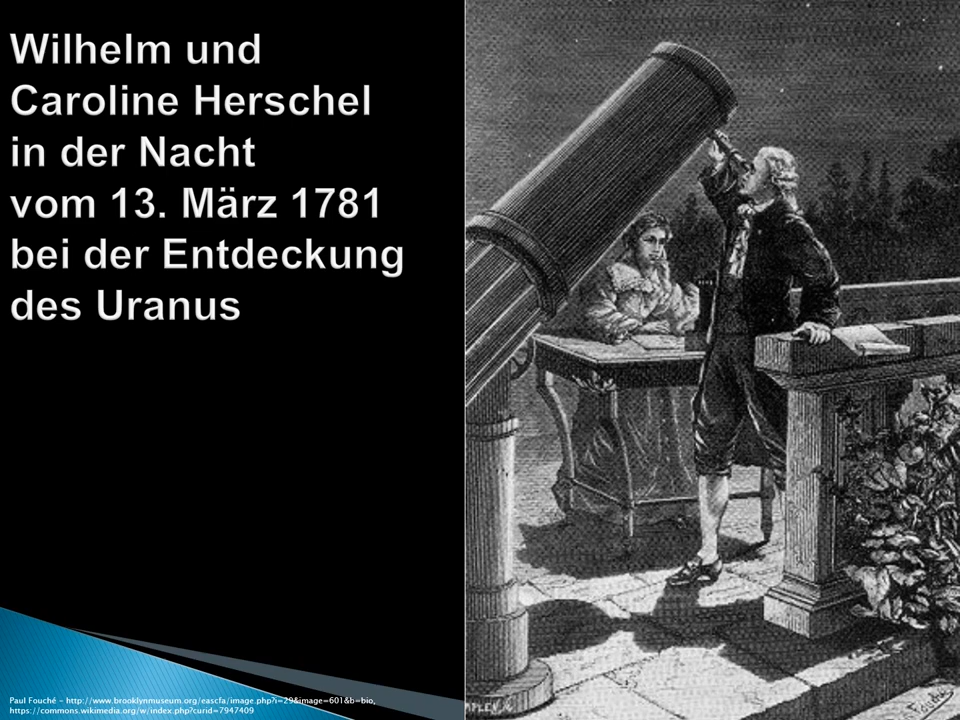 Wilhelm und
Caroline Herschel
in der Nacht
vom 13. März 1781
bei der Entdeckung
des Uranus
Paul Fouché - http://www.brooklynmuseum.org/eascfa/image.php?i=29&image=601&b=bio,
https://commons.wikimedia.org/w/index.php?curid=7947409